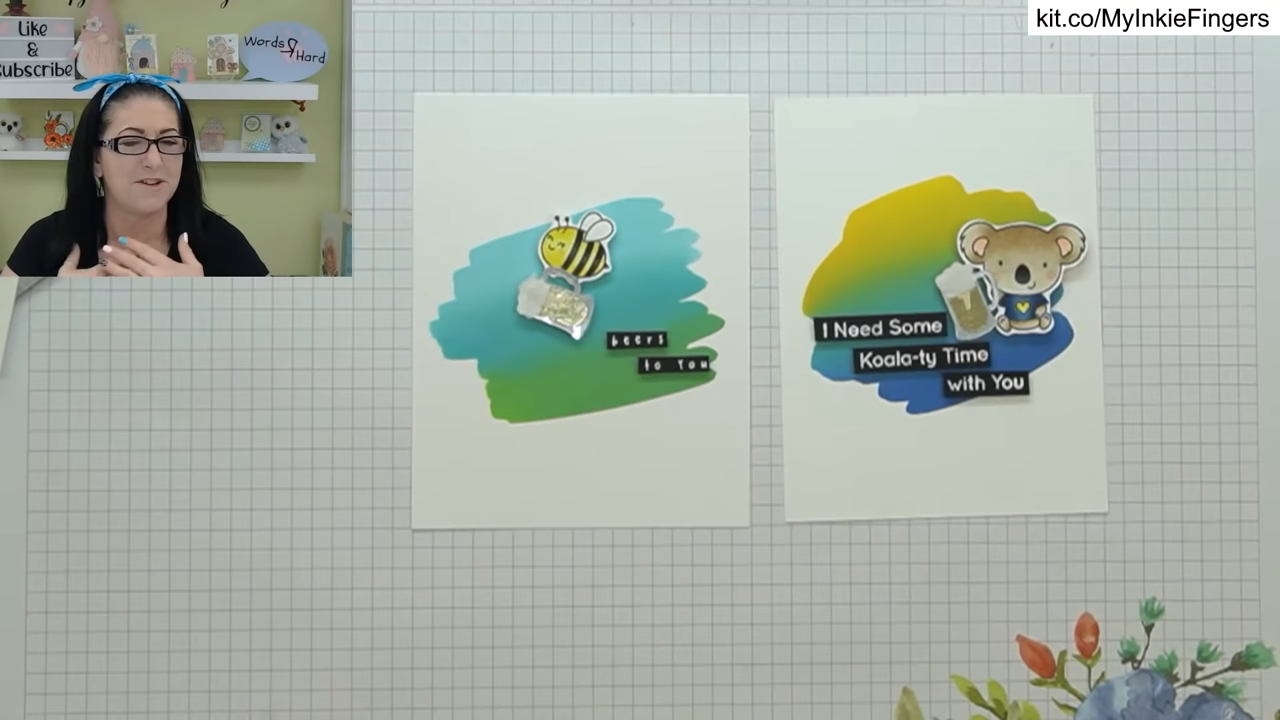 kit.co/MyInkieFingers
Like
&
Subscribe
Words R Hard
beers
to You
I Need Some
Koala-ty Time
with You